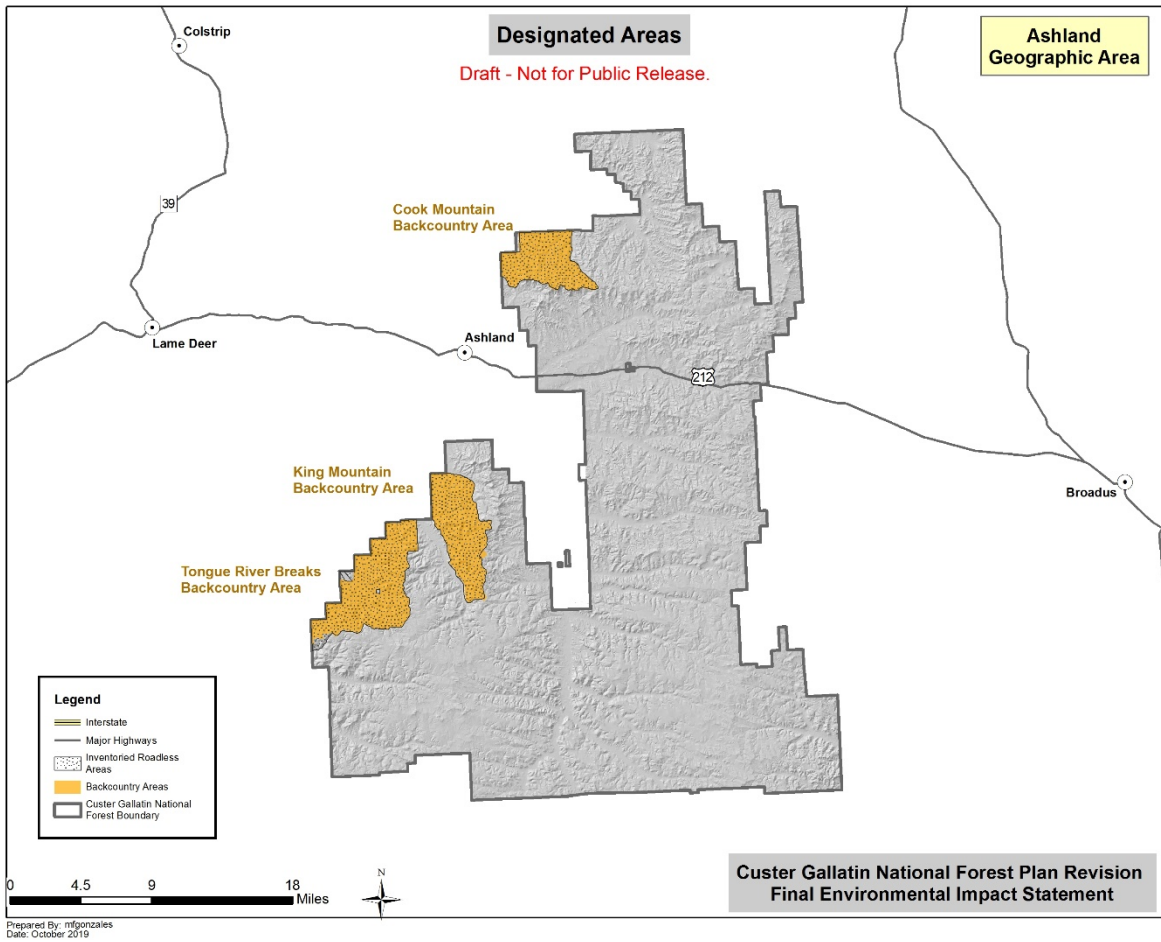 Designated Areas
Draft - Not for Public Release.
Ashland
Geographic Area
Colstrip
39
Cook Mountain
Backcountry Area
Lame Deer
Ashland
212
King Mountain
Backcountry Area
Broadus
Tongue River Breaks
Backcountry Area
Legend
Interstate
Major Highways
Inventoried Roadless
Areas
Backcountry Areas
Custer Gallatin National
Forest Boundary
0 4.5 9 18
Miles
N
Custer Gallatin National Forest Plan Revision
Final Environmental Impact Statement
Prepared By: mfgonzales
Date: October 2019